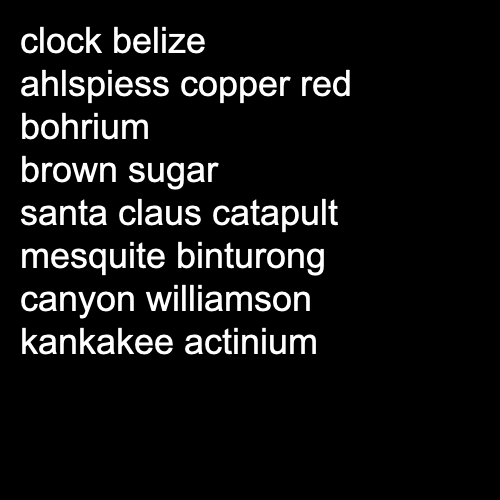 clock belize
ahlspiess copper red
bohrium
brown sugar
santa claus catapult
mesquite binturong
canyon williamson
kankakee actinium